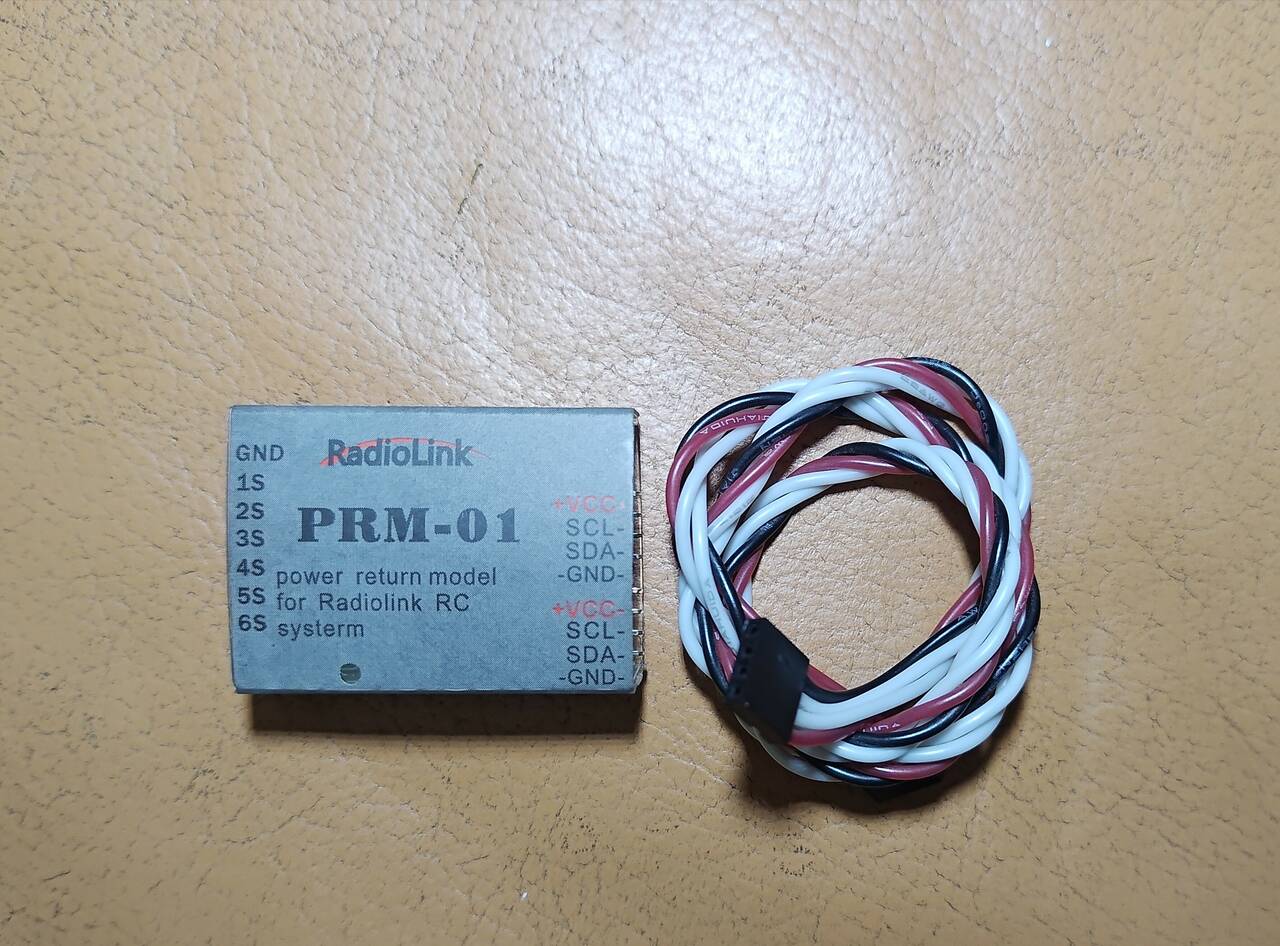 GND
1S
2S
3S
4S
5S
6S
RadioLink
PRM-01
power return model
for Radiolink RC
systerm
+VCC-
SCL-
SDA-
-GND-
+VCC-
SCL-
SDA-
-GND-